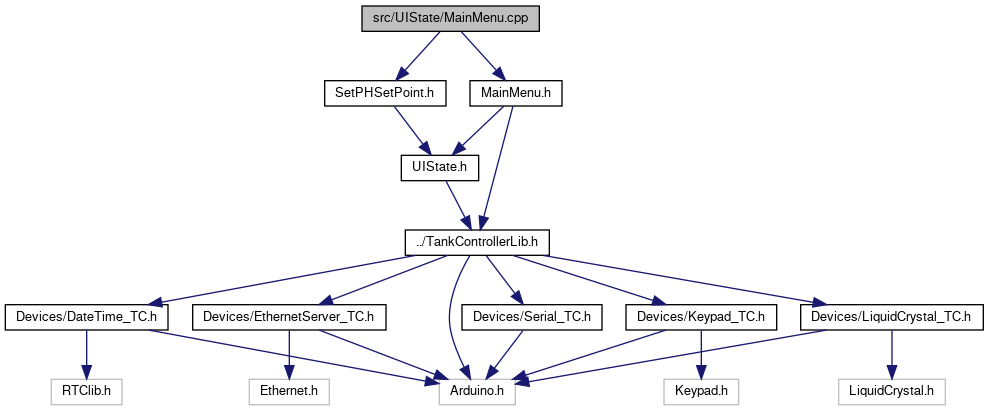 src/UIState/MainMenu.cpp
SetPHSetPoint.h
MainMenu.h
UIState.h
../TankControllerLib.h
Devices/DateTime_TC.h
Devices/EthernetServer_TC.h
Devices/Serial_TC.h
Devices/Keypad_TC.h
Devices/LiquidCrystal_TC.h
RTClib.h
Ethernet.h
Arduino.h
Keypad.h
LiquidCrystal.h